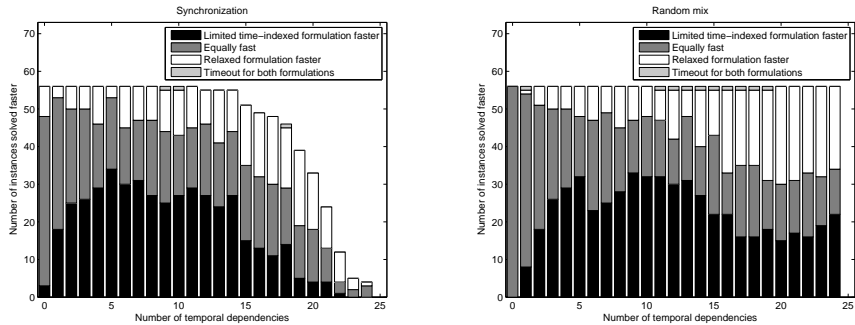 Synchronization
Limited time-indexed formulation faster
Equally fast
Relaxed formulation faster
Timeout for both formulations
Number of instances solved faster
70
60
50
40
30
20
10
0
0 5 10 15 20 25
Number of temporal dependencies
Random mix
Limited time-indexed formulation faster
Equally fast
Relaxed formulation faster
Timeout for both formulations
Number of instances solved faster
70
60
50
40
30
20
10
0
0 5 10 15 20 25
Number of temporal dependencies